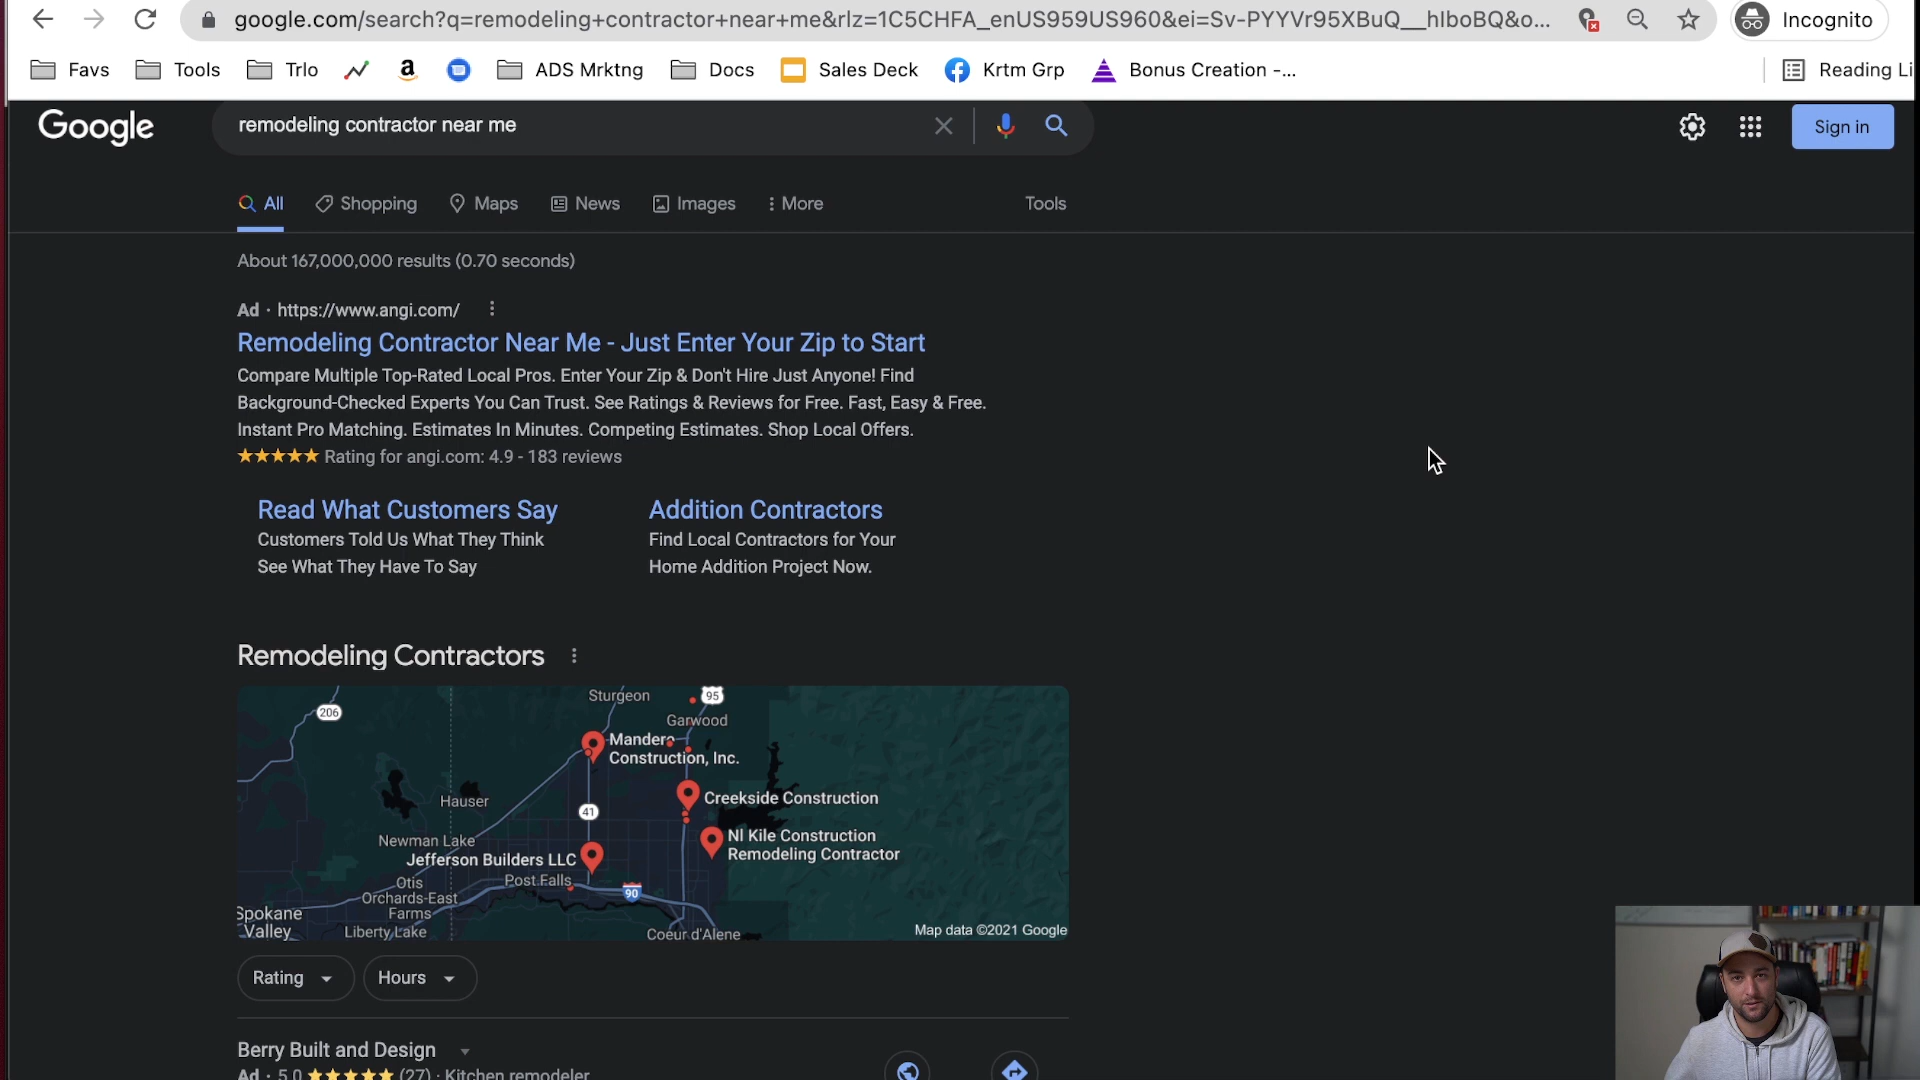 google.com/search?q=remodeling+contractor+near+me&rlz=1C5CHFA_enUS959US960&ei=Sv-PYYVr95XBuQ__hIboBQ&o...
Incognito
Favs
Tools
Trlo
ADS Mrktng
Docs
Sales Deck
Krtm Grp
Bonus Creation -...
Reading Li
Google
remodeling contractor near me
Sign in
All
Shopping
Maps
News
Images
More
Tools
About 167,000,000 results (0.70 seconds)
Ad · https://www.angi.com/
Remodeling Contractor Near Me - Just Enter Your Zip to Start
Compare Multiple Top-Rated Local Pros. Enter Your Zip & Don't Hire Just Anyone! Find
Background-Checked Experts You Can Trust. See Ratings & Reviews for Free. Fast, Easy & Free.
Instant Pro Matching. Estimates In Minutes. Competing Estimates. Shop Local Offers.
Rating for angi.com: 4.9 - 183 reviews
Read What Customers Say
Customers Told Us What They Think
See What They Have To Say
Addition Contractors
Find Local Contractors for Your
Home Addition Project Now.
Remodeling Contractors
Sturgeon
95
206
Garwood
Mandere
Construction, Inc.
Hauser
41
Creekside Construction
Newman Lake
Nl Kile Construction
Remodeling Contractor
Jefferson Builders LLC
Post Falls
Otis
Orchards-East
Farms
90
Spokane
Valley
Liberty Lake
Coeur d'Alene
Map data ©2021 Google
Rating
Hours
Berry Built and Design
Ad · 5.0 (27) · Kitchen remodeler